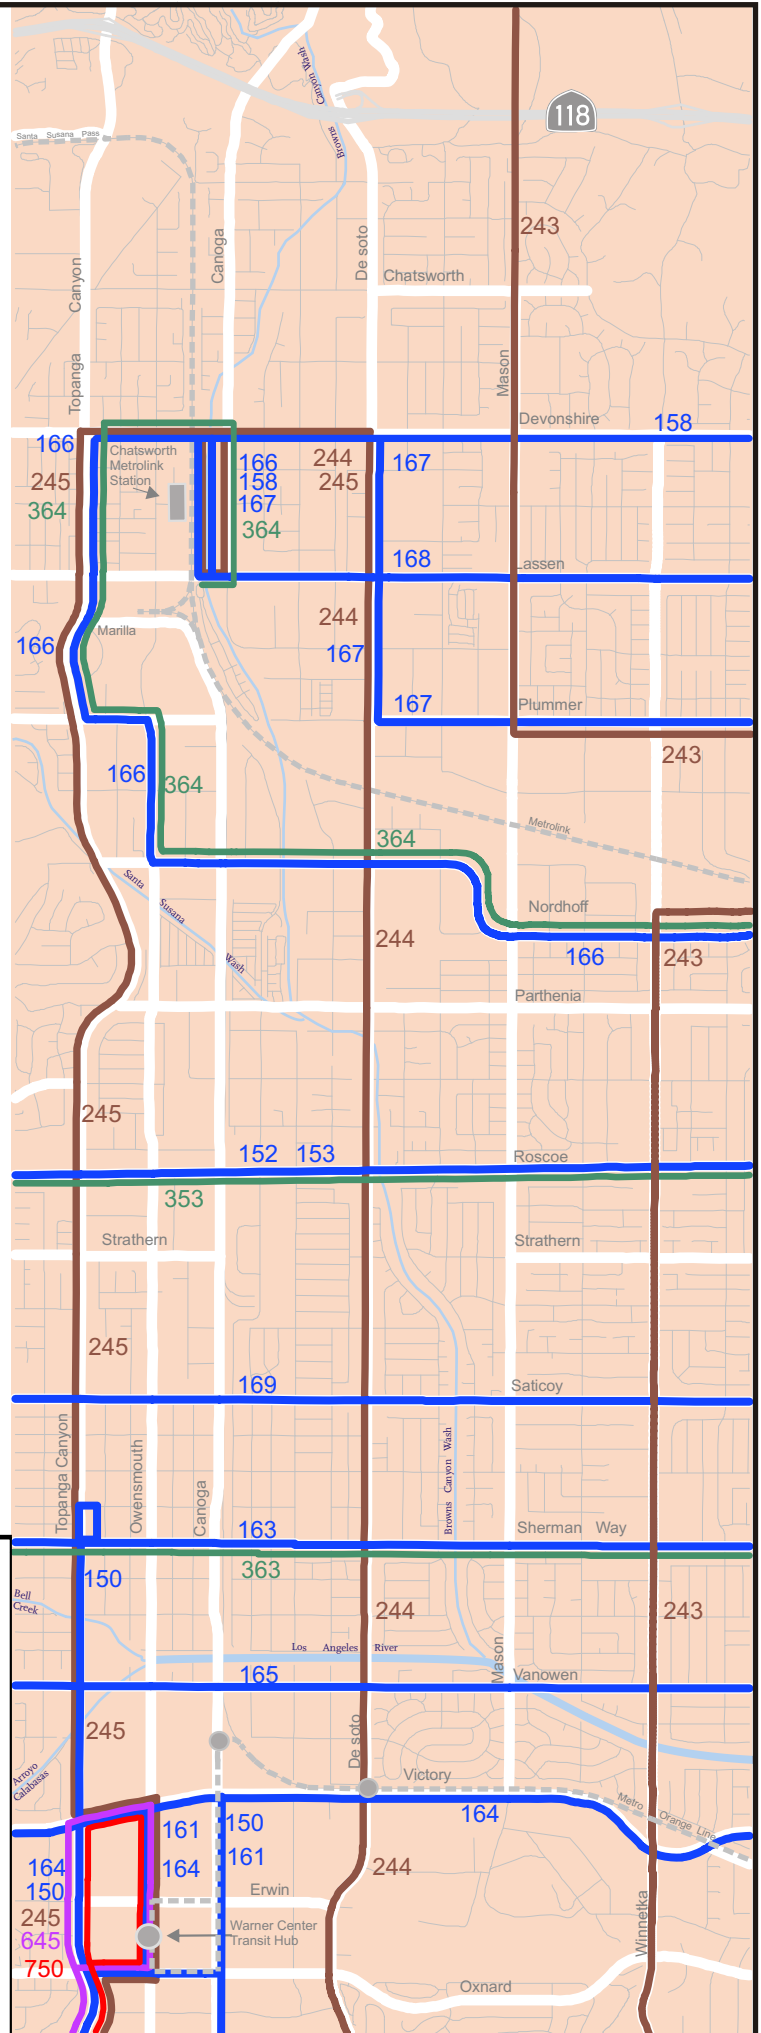 Canyon Wash
Browns
118
Santa Susana Pass
243
Canoga
De soto
Canyon
Chatsworth
Topanga
Mason
Devonshire
158
166
Chatsworth
Metrolink
Station
245
364
166
158
167
364
244
245
167
168
Lassen
244
Marilla
166
167
167
Plummer
243
166
364
364
Metrolink
Santa
Susana
Wash
Nordhoff
244
166
243
Parthenia
245
152 153
Roscoe
353
Strathern
Strathern
245
169
Saticoy
Topanga Canyon
Owensmouth
Canoga
Browns Canyon Wash
163
Sherman Way
363
150
Bell
Creek
244
243
Los Angeles River
Mason
165
Vanowen
245
De soto
Arroyo
Calabasas
Victory
Metro Orange Line
164
161
150
164
164
161
150
244
Erwin
245
645
Warner Center
Transit Hub
Winnetka
750
Oxnard